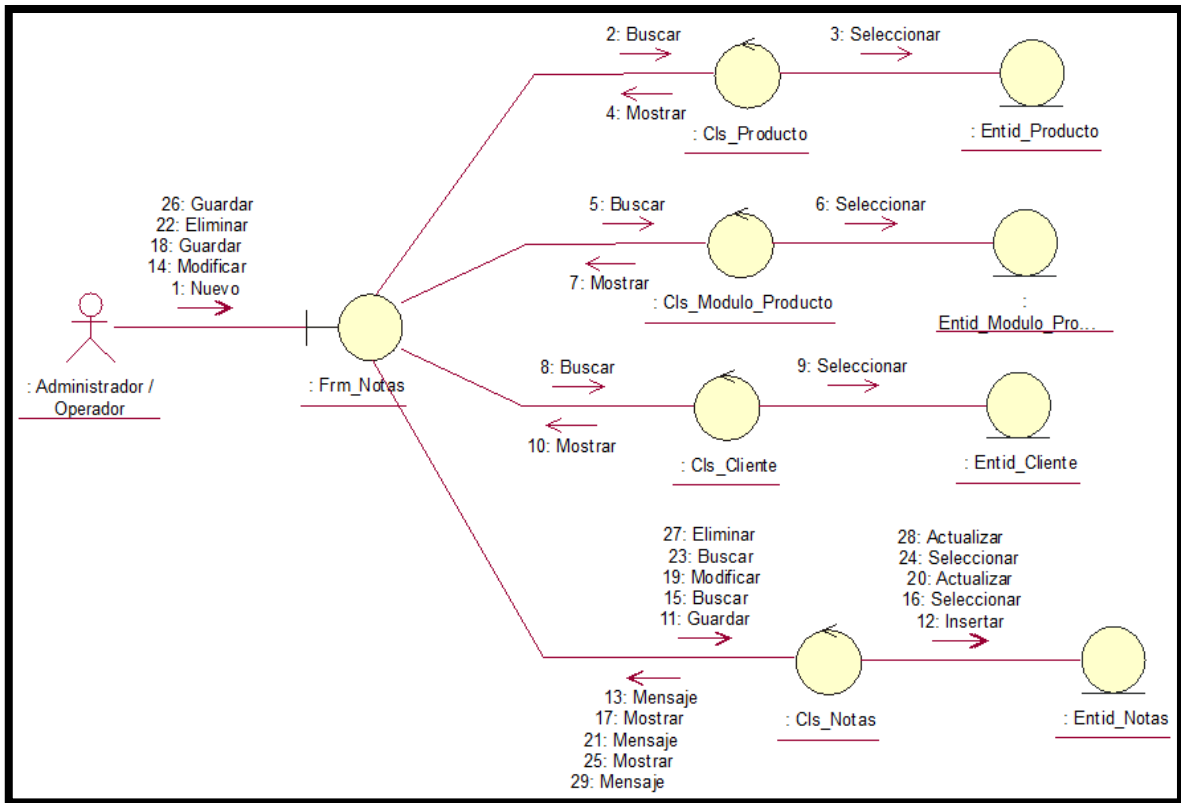 2: Buscar
3: Seleccionar
4: Mostrar
: Cls_Producto
: Entid_Producto
26: Guardar
22: Eliminar
18: Guardar
14: Modificar
1: Nuevo
5: Buscar
6: Seleccionar
7: Mostrar
: Cls_Modulo_Producto
:
Entid_Modulo_Pro...
: Administrador /
Operador
: Frm_Notas
8: Buscar
9: Seleccionar
10: Mostrar
: Cls_Cliente
: Entid_Cliente
27: Eliminar
23: Buscar
19: Modificar
15: Buscar
11: Guardar
28: Actualizar
24: Seleccionar
20: Actualizar
16: Seleccionar
12: Insertar
13: Mensaje
17: Mostrar
21: Mensaje
25: Mostrar
29: Mensaje
: Cls_Notas
: Entid_Notas